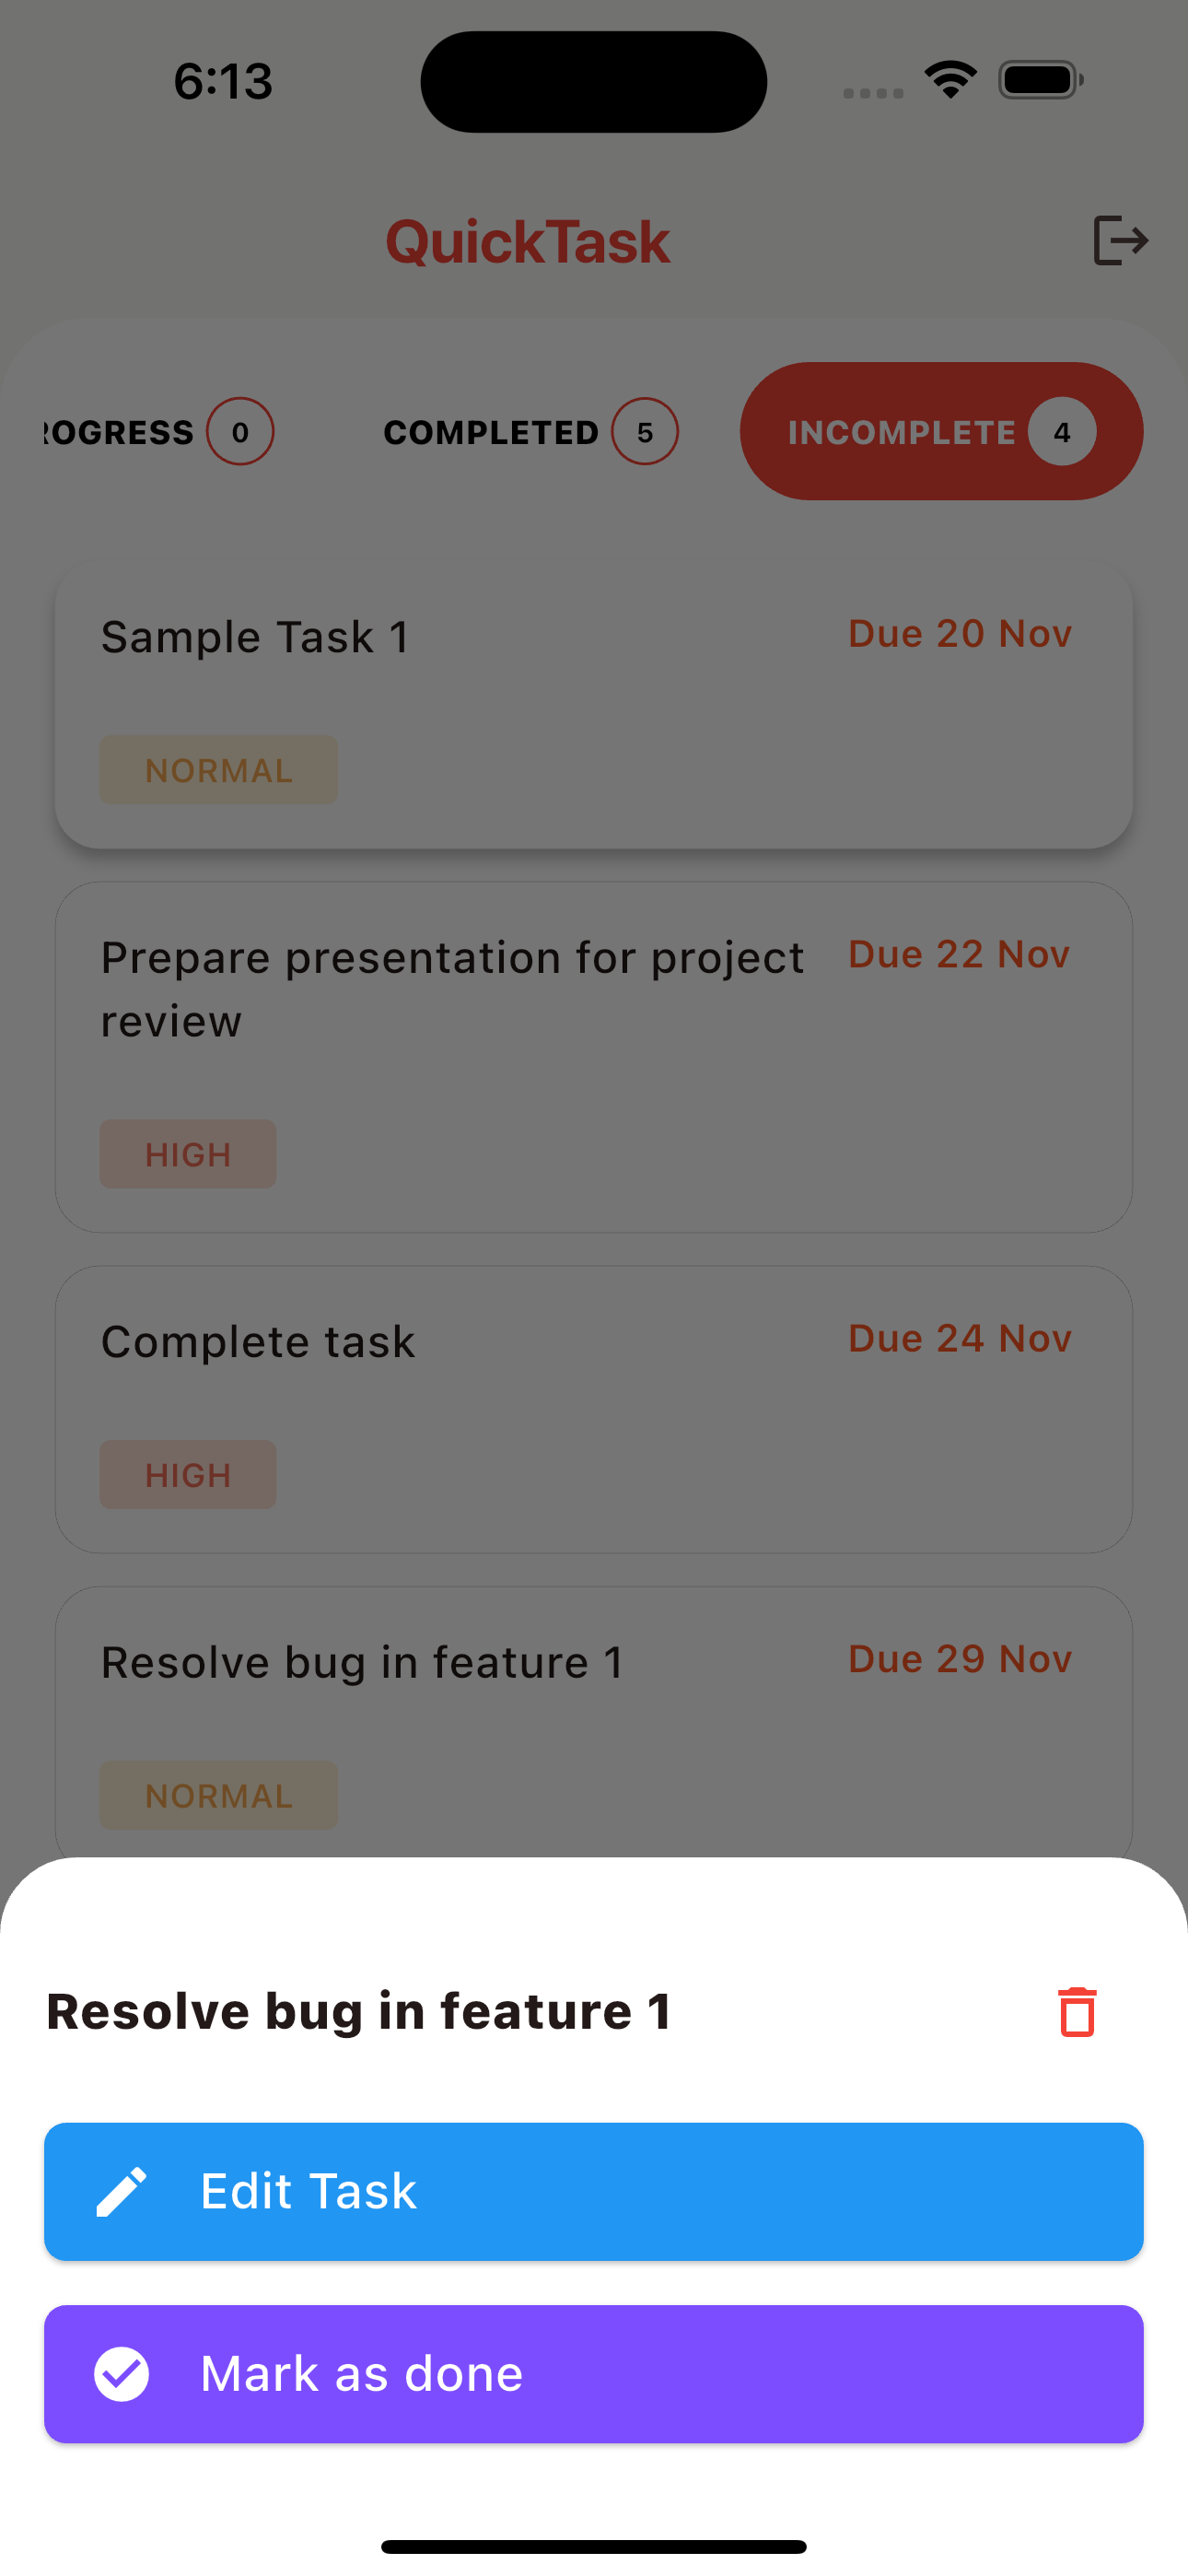 6:13
QuickTask
ROGRESS 0 COMPLETED 5 INCOMPLETE 4
Sample Task 1 Due 20 Nov
NORMAL
Prepare presentation for project Due 22 Nov
review
HIGH
Complete task Due 24 Nov
HIGH
Resolve bug in feature 1 Due 29 Nov
NORMAL
Resolve bug in feature 1
Edit Task
Mark as done